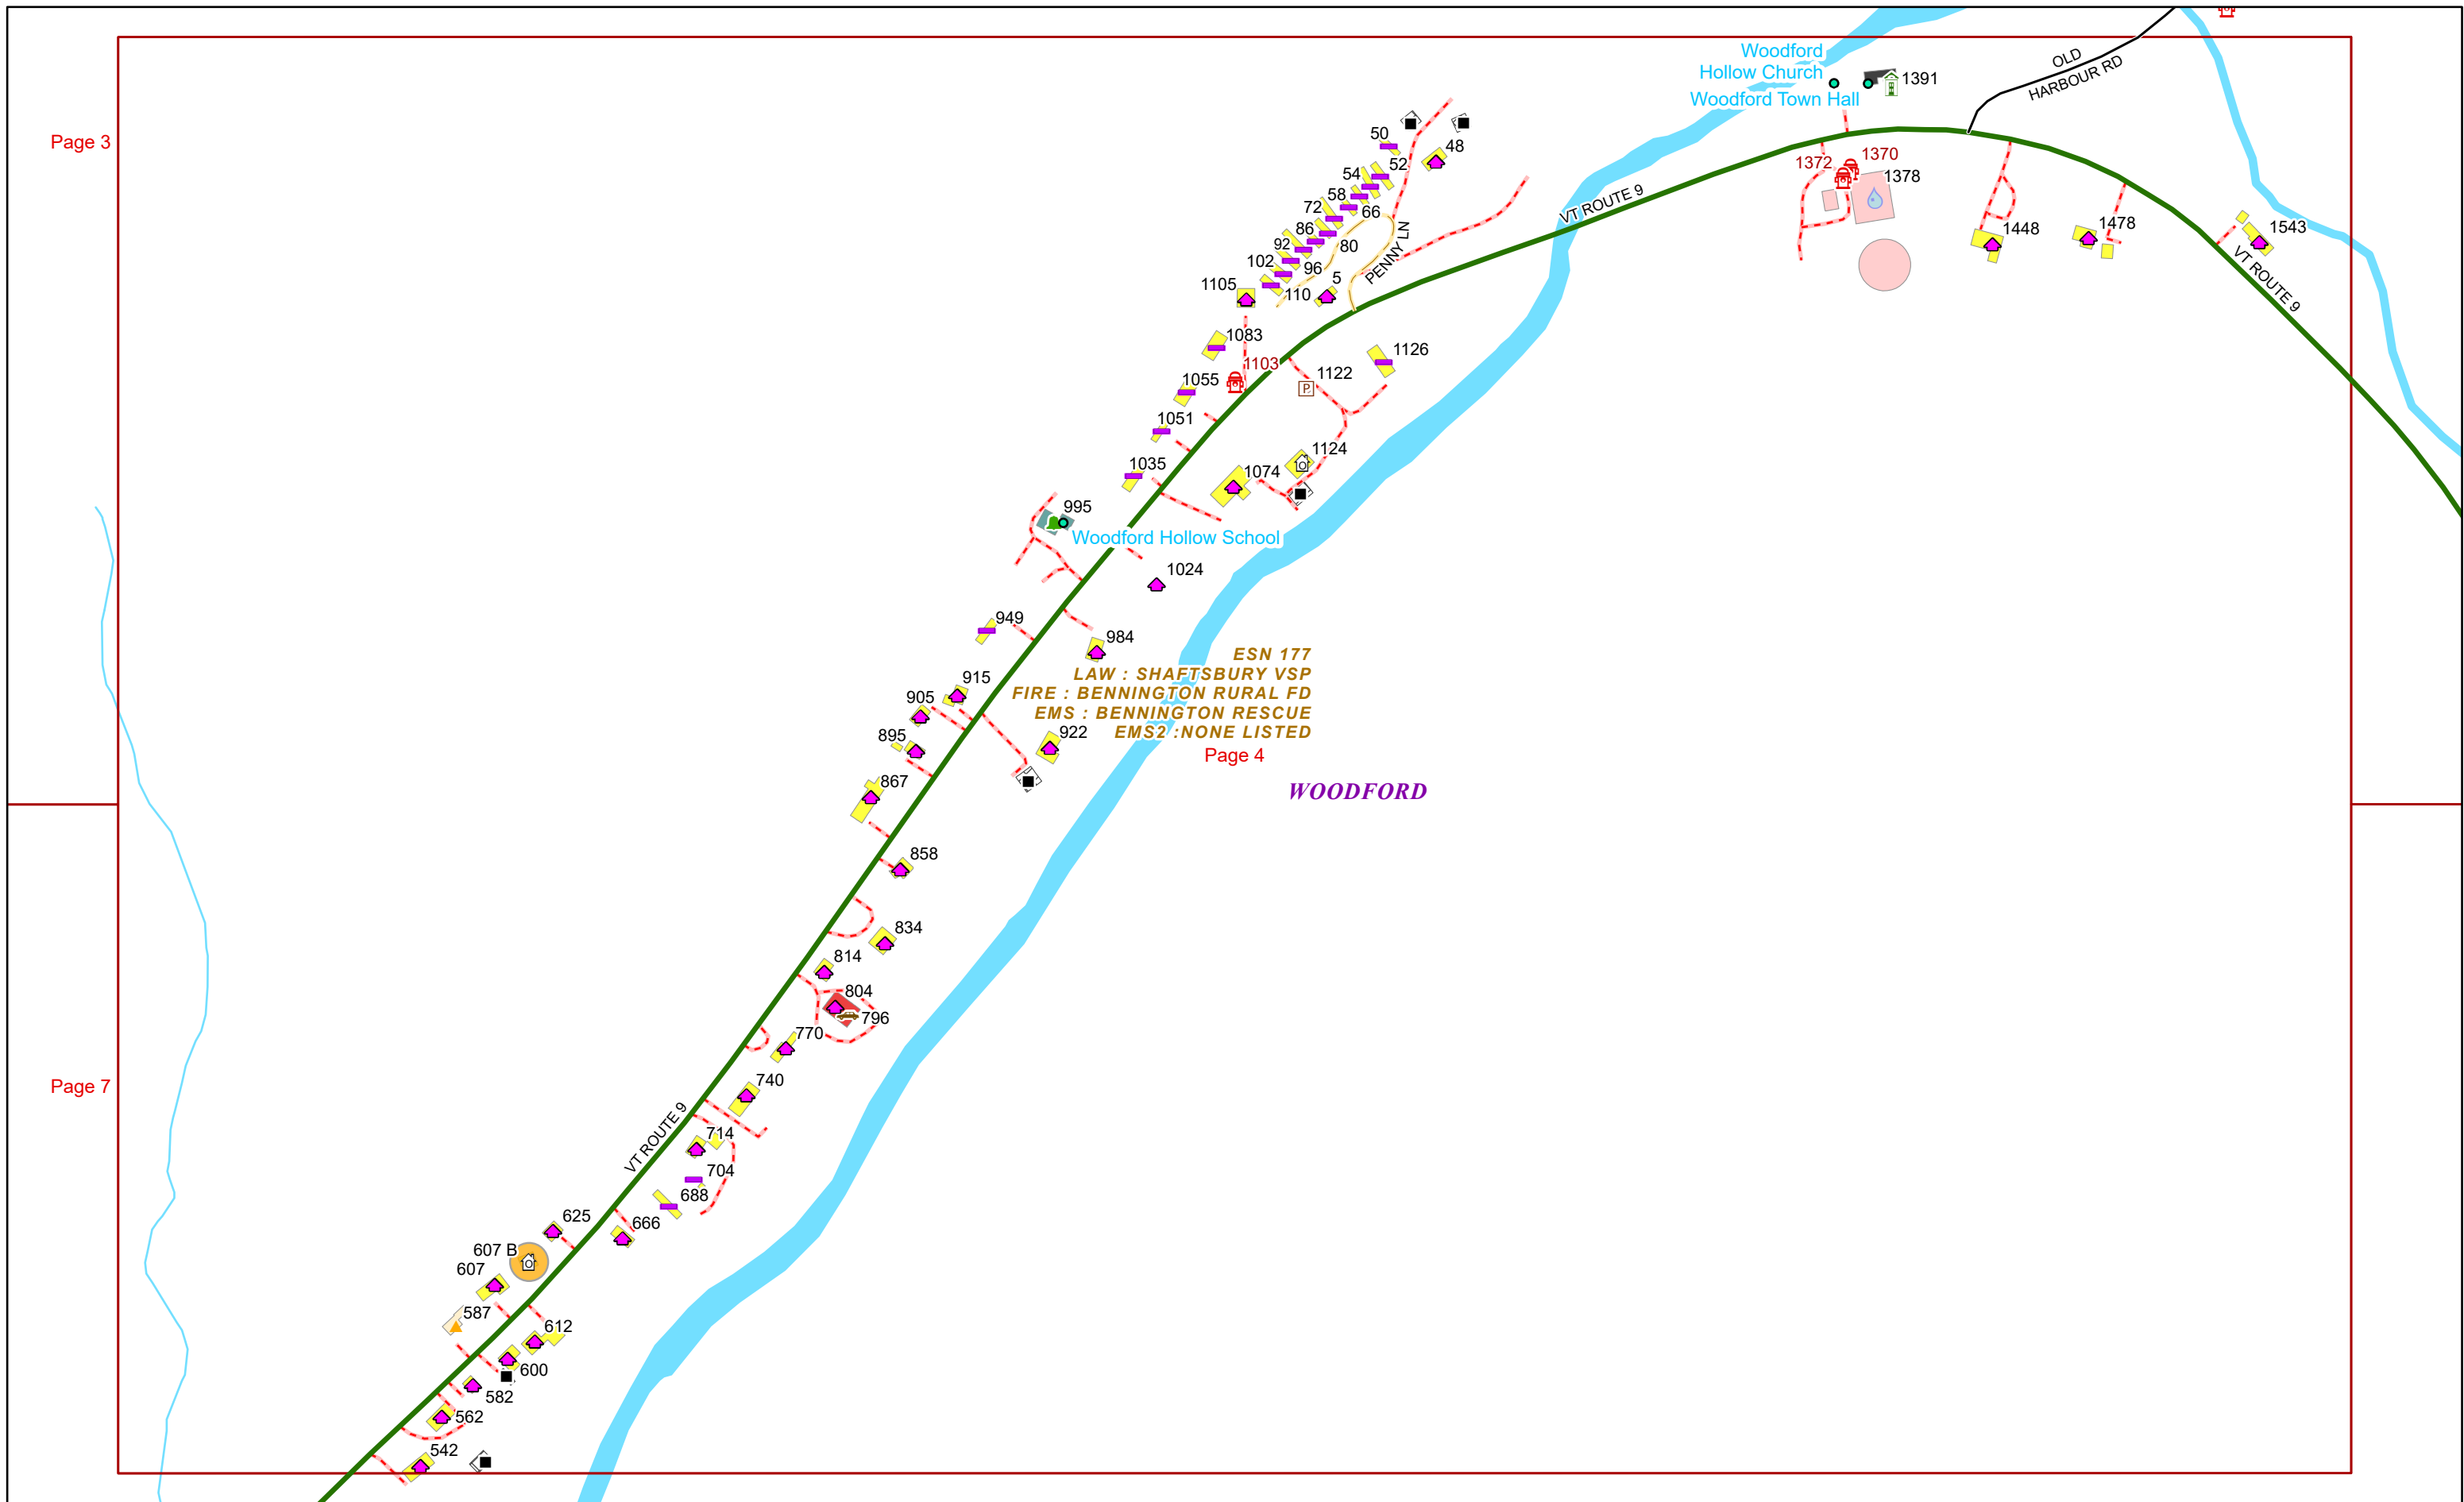 Woodford
Hollow Church
Woodford Town Hall
1391
OLD
HARBOUR RD
Page 3
50
48
52
54
58
66
72
86
80
92
96
102
110
5
PENNY LN
VT ROUTE 9
1372
1370
1378
1448
1478
1543
VT ROUTE 9
1105
1083
1103
1126
1122
1055
1051
1035
1124
1074
995
Woodford Hollow School
1024
949
984
ESN 177
LAW : SHAFTSBURY VSP
FIRE : BENNINGTON RURAL FD
EMS : BENNINGTON RESCUE
EMS2 :NONE LISTED
Page 4
WOODFORD
915
905
895
922
867
858
834
814
804
796
770
740
Page 7
VT ROUTE 9
714
704
688
666
625
607 B
607
587
612
600
582
562
542
P